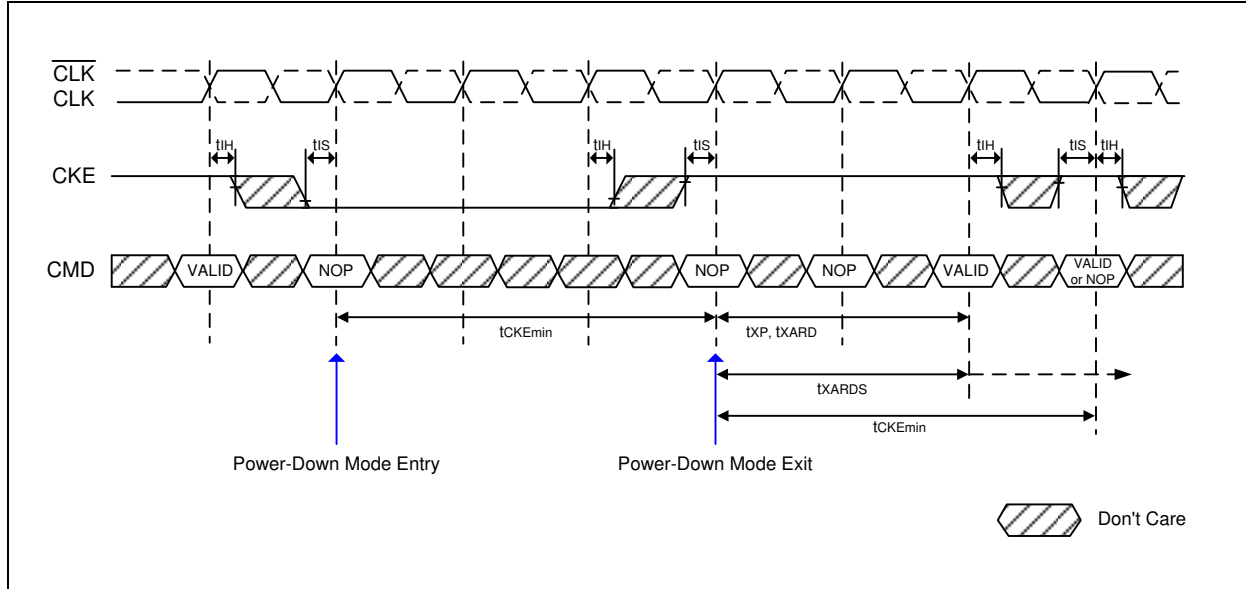 CLK
CLK
tIH
tIS
tIH
tIS
tIH
tIS
tIH
CKE
CMD
VALID
NOP
NOP
NOP
VALID
VALID
or NOP
tCKEmin
tXP, tXARD
tXARDS
tCKEmin
Power-Down Mode Entry
Power-Down Mode Exit
Don't Care